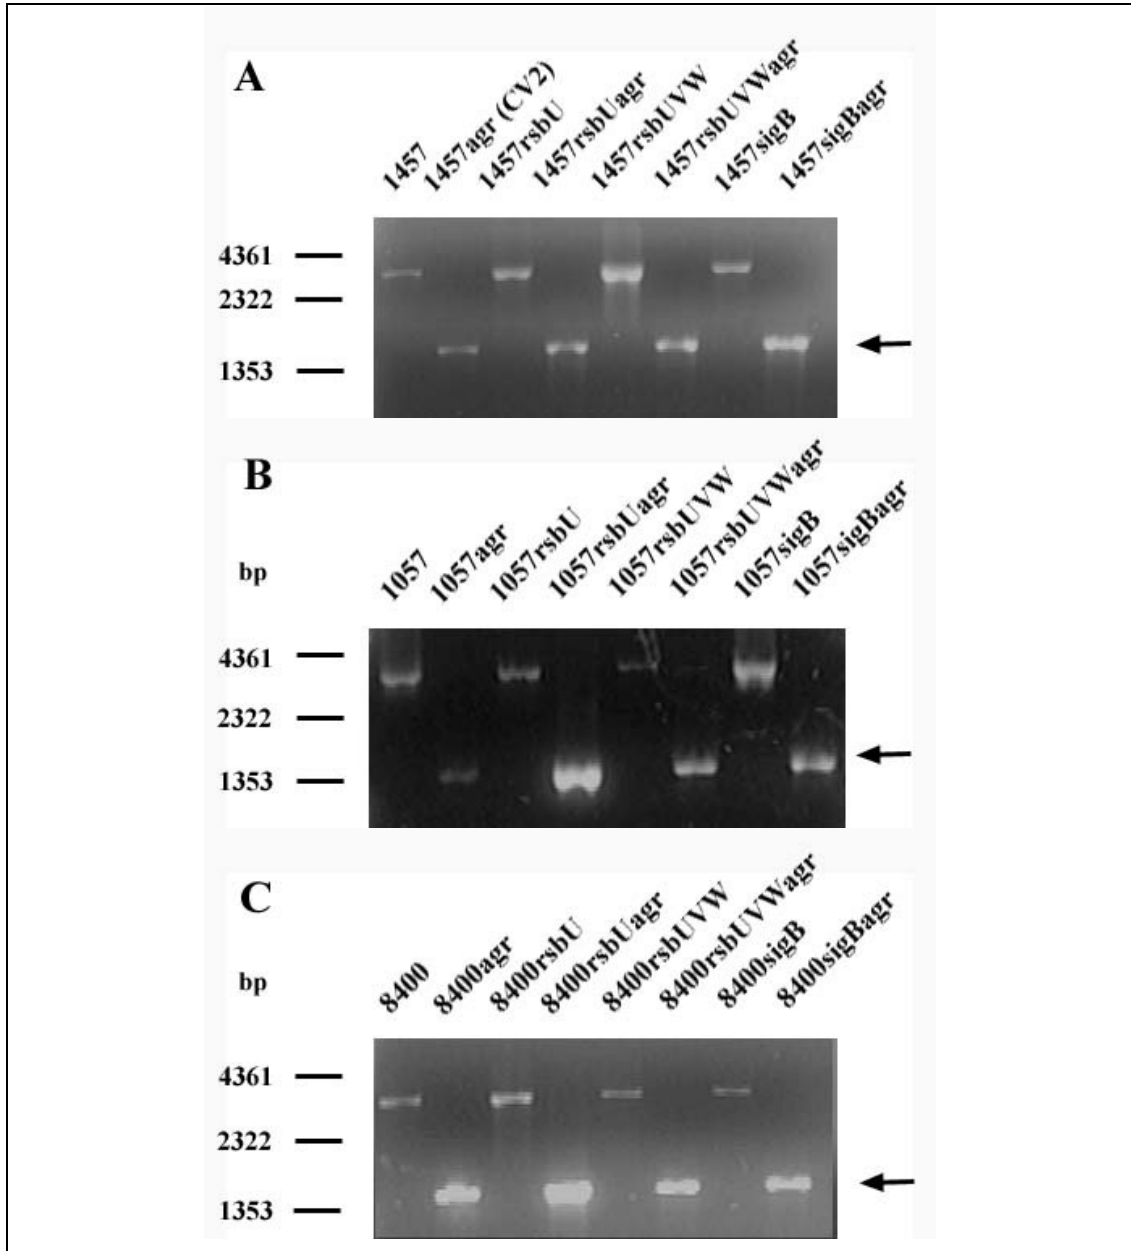 A
1457
1457agr (CV2)
1457rsbU
1457rsbUagr
1457rsbUVW
1457rsbUVWagr
1457sigB
1457sigBagr
4361
2322
1353
B
bp
1057
1057agr
1057rsbU
1057rsbUagr
1057rsbUVW
1057rsbUVWagr
1057sigB
1057sigBagr
4361
2322
1353
C
bp
8400
8400agr
8400rsbU
8400rsbUagr
8400rsbUVW
8400rsbUVWagr
8400sigB
8400sigBagr
4361
2322
1353